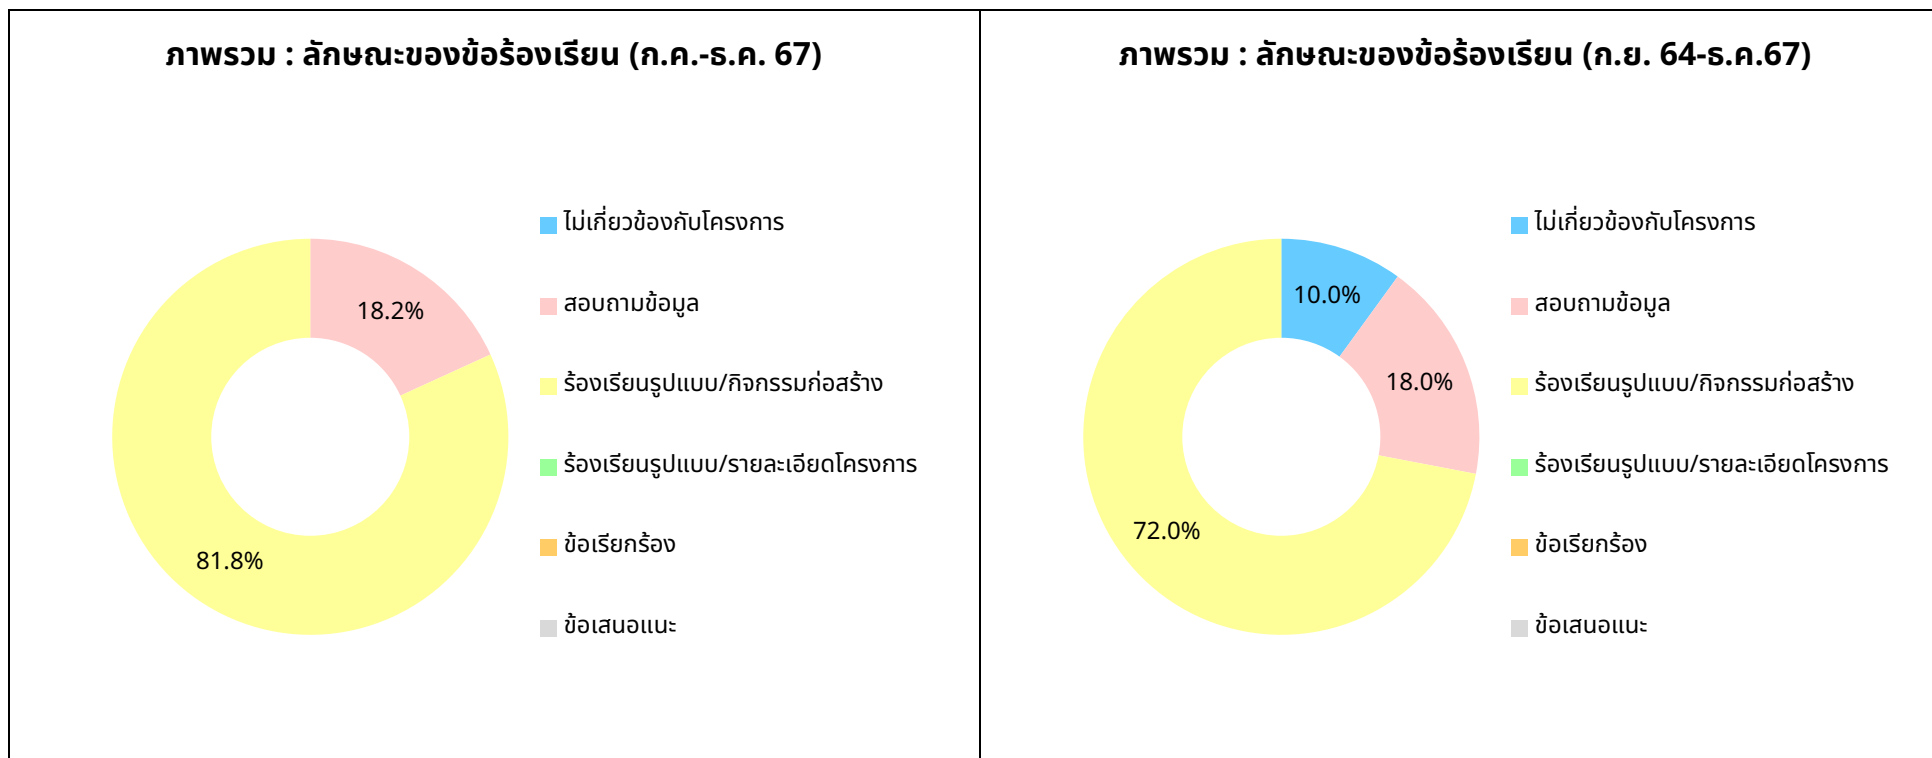 ภาพรวม : ลักษณะของข้อร้องเรียน (ก.ค.-ธ.ค. 67)
ไม่เกี่ยวข้องกับโครงการ
สอบถามข้อมูล
ร้องเรียนรูปแบบ/กิจกรรมก่อสร้าง
ร้องเรียนรูปแบบ/รายละเอียดโครงการ
ข้อเรียกร้อง
ข้อเสนอแนะ
18.2%
81.8%
ภาพรวม : ลักษณะของข้อร้องเรียน (ก.ย. 64-ธ.ค.67)
ไม่เกี่ยวข้องกับโครงการ
สอบถามข้อมูล
ร้องเรียนรูปแบบ/กิจกรรมก่อสร้าง
ร้องเรียนรูปแบบ/รายละเอียดโครงการ
ข้อเรียกร้อง
ข้อเสนอแนะ
10.0%
18.0%
72.0%